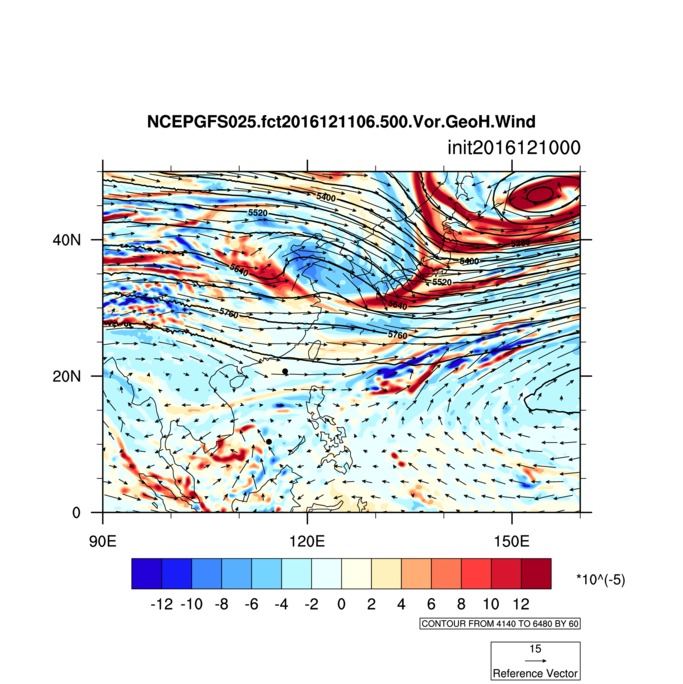 NCEPGFS025.fct2016121106.500.Vor.GeoH.Wind
init2016121000
5400
5520
40N
5400
5640
5520
5640
5760
5760
20N
0
90E 120E 150E
*10^(-5)
-12 -10 -8 -6 -4 -2 0 2 4 6 8 10 12
CONTOUR FROM 4140 TO 6480 BY 60
15
Reference Vector